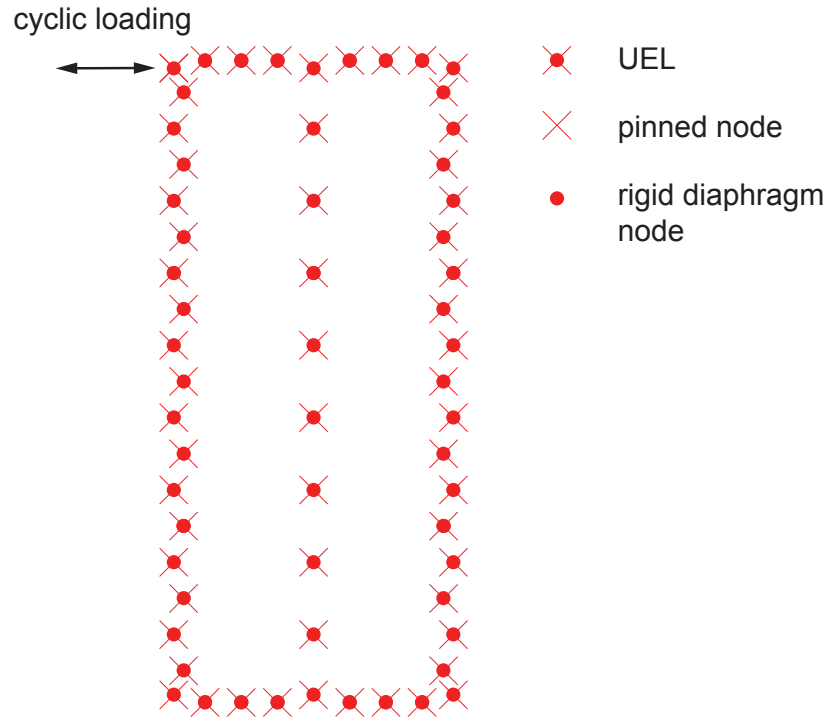 cyclic loading
UEL
pinned node
rigid diaphragm
node